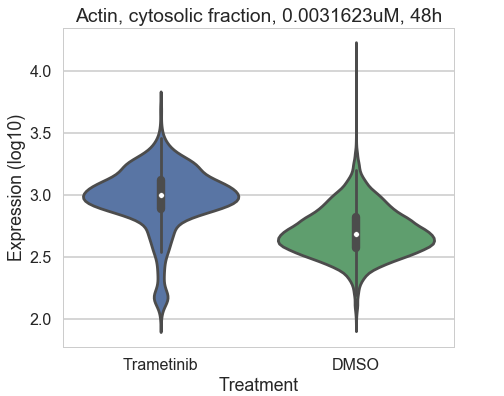 Actin, cytosolic fraction, 0.0031623uM, 48h
Expression (log10)
4.0
3.5
3.0
2.5
2.0
Trametinib
DMSO
Treatment